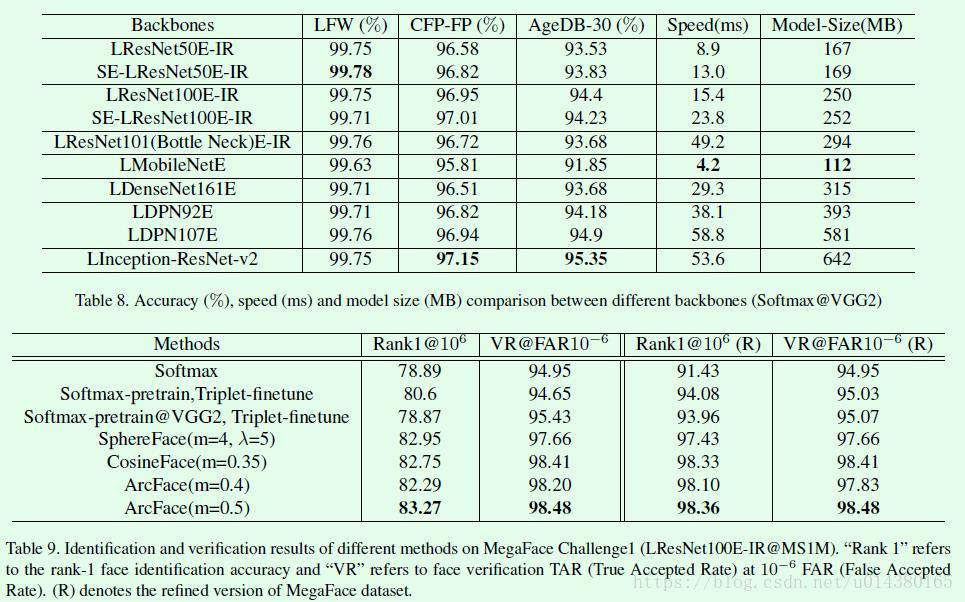 Backbones LFW (%) CFP-FP (%) AgeDB-30 (%) Speed(ms) Model-Size(MB)
LResNet50E-IR 99.75 96.58 93.53 8.9 167
SE-LResNet50E-IR 99.78 96.82 93.83 13.0 169
LResNet100E-IR 99.75 96.95 94.4 15.4 250
SE-LResNet100E-IR 99.71 97.01 94.23 23.8 252
LResNet101(Bottle Neck)E-IR 99.76 96.72 93.68 49.2 294
LMobileNetE 99.63 95.81 91.85 4.2 112
LDenseNet161E 99.71 96.51 93.68 29.3 315
LDPN92E 99.71 96.82 94.18 38.1 393
LDPN107E 99.76 96.94 94.9 58.8 581
LInception-ResNet-v2 99.75 97.15 95.35 53.6 642
Table 8. Accuracy (%), speed (ms) and model size (MB) comparison between different backbones (Softmax@VGG2)
Methods Rank1@10⁶ VR@FAR10⁻⁶ Rank1@10⁶ (R) VR@FAR10⁻⁶ (R)
Softmax 78.89 94.95 91.43 94.95
Softmax-pretrain,Triplet-finetune 80.6 94.65 94.08 95.03
Softmax-pretrain@VGG2, Triplet-finetune 78.87 95.43 93.96 95.07
SphereFace(m=4, λ=5) 82.95 97.66 97.43 97.66
CosineFace(m=0.35) 82.75 98.41 98.33 98.41
ArcFace(m=0.4) 82.29 98.20 98.10 97.83
ArcFace(m=0.5) 83.27 98.48 98.36 98.48
Table 9. Identification and verification results of different methods on MegaFace Challenge1 (LResNet100E-IR@MS1M). “Rank 1” refers
to the rank-1 face identification accuracy and “VR” refers to face verification TAR (True Accepted Rate) at 10⁻⁶ FAR (False Accepted
Rate). (R) denotes the refined version of MegaFace dataset.
https://blog.csdn.net/u014380165